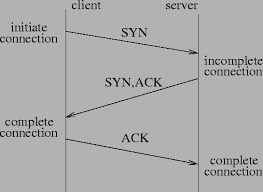 client
server
initiate
connection
SYN
incomplete
connection
SYN,ACK
complete
connection
ACK
complete
connection